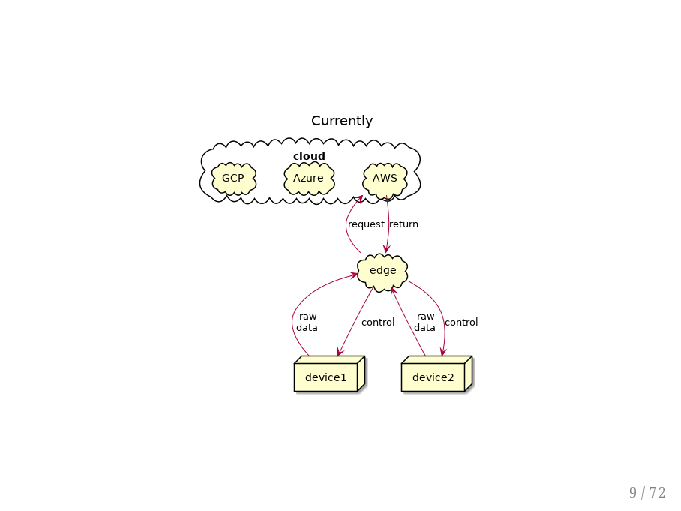 Currently
cloud
GCP
Azure
AWS
request
return
edge
raw
data
control
raw
data
control
device1
device2
9 / 72